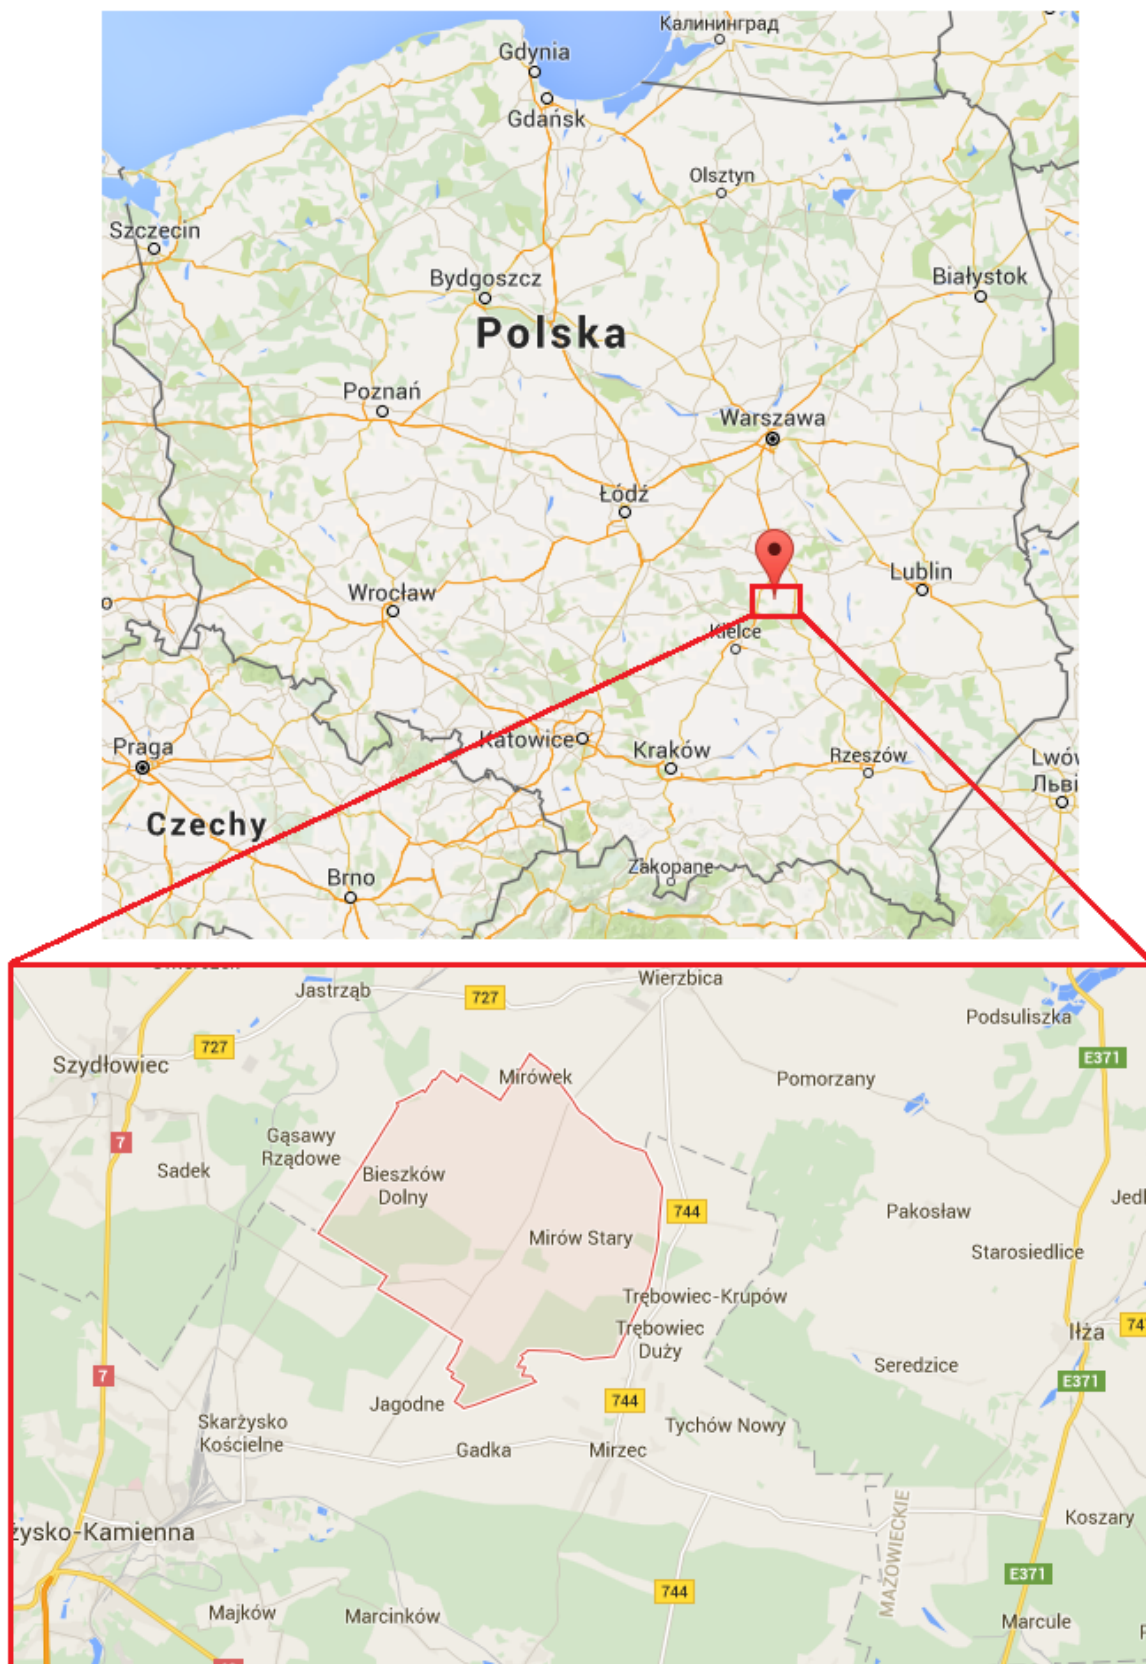 Калининград
Gdynia
Gdańsk
Olsztyn
Szczecin
Białystok
Bydgoszcz
Polska
Poznań
Warszawa
Łódź
Lublin
Wrocław
Kielce
Praga
Katowice
Kraków
Rzeszów
Czechy
Zakopane
Brno
Jastrząb
727
Wierzbica
Podsuliszka
727
Szydłowiec
E371
Mirówek
Pomorzany
7
Gąsawy
Rządowe
Sadek
Bieszków
Dolny
744
Pakosław
Mirów Stary
Starosiedlice
Trębowiec-Krupów
Trębowiec
Duży
Iłża
74
Seredzice
7
E371
Jagodne
744
Skarżysko
Kościelne
Tychów Nowy
Gadka
Mirzec
MAZOWIECKIE
Koszary
żysko-Kamienna
E371
744
Majków
Marcinków
Marcule